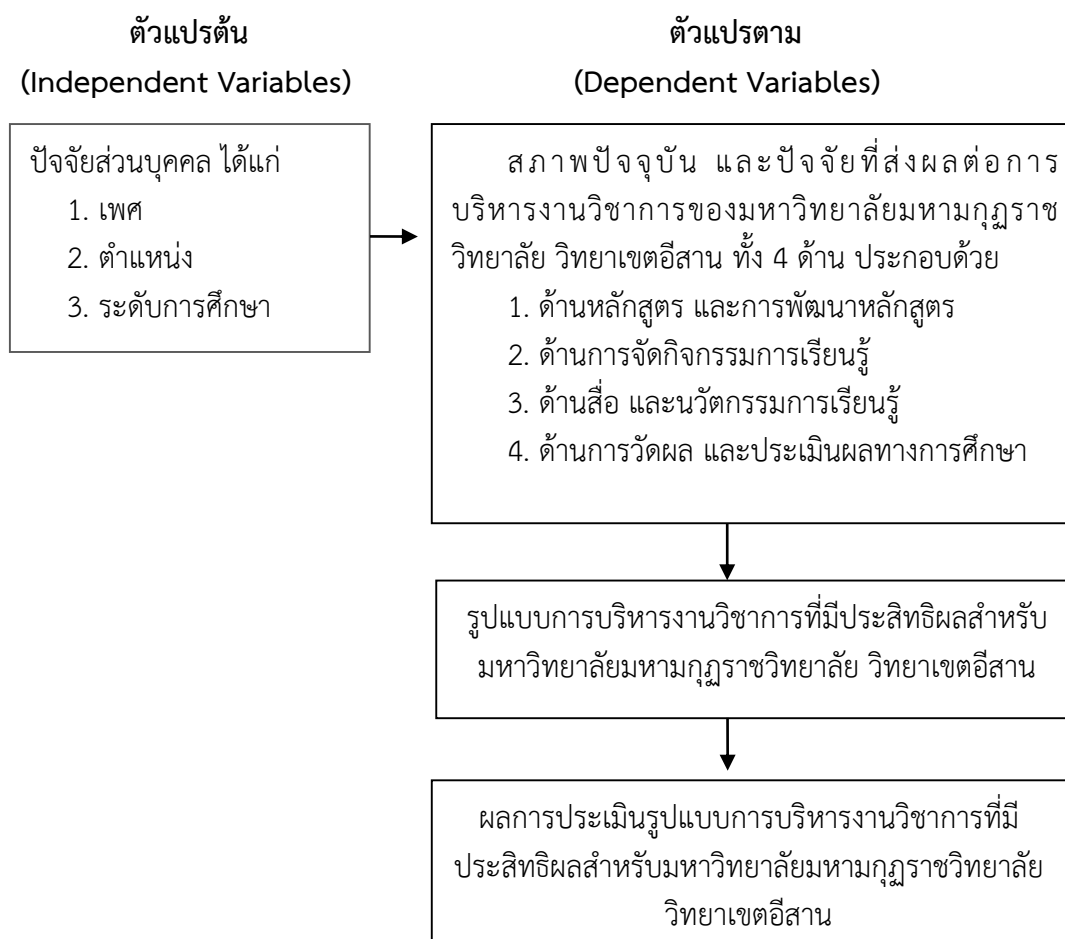 ตัวแปรต้น
(Independent Variables)
ปัจจัยส่วนบุคคล ได้แก่
1. เพศ
2. ตำแหน่ง
3. ระดับการศึกษา
ตัวแปรตาม
(Dependent Variables)
สภาพปัจจุบัน และปัจจัยที่ส่งผลต่อการ
บริหารงานวิชาการของมหาวิทยาลัยมหามกุฏราช
วิทยาลัย วิทยาเขตอีสาน ทั้ง 4 ด้าน ประกอบด้วย
1. ด้านหลักสูตร และการพัฒนาหลักสูตร
2. ด้านการจัดกิจกรรมการเรียนรู้
3. ด้านสื่อ และนวัตกรรมการเรียนรู้
4. ด้านการวัดผล และประเมินผลทางการศึกษา
รูปแบบการบริหารงานวิชาการที่มีประสิทธิผลสำหรับ
มหาวิทยาลัยมหามกุฏราชวิทยาลัย วิทยาเขตอีสาน
ผลการประเมินรูปแบบการบริหารงานวิชาการที่มี
ประสิทธิผลสำหรับมหาวิทยาลัยมหามกุฏราชวิทยาลัย
วิทยาเขตอีสาน